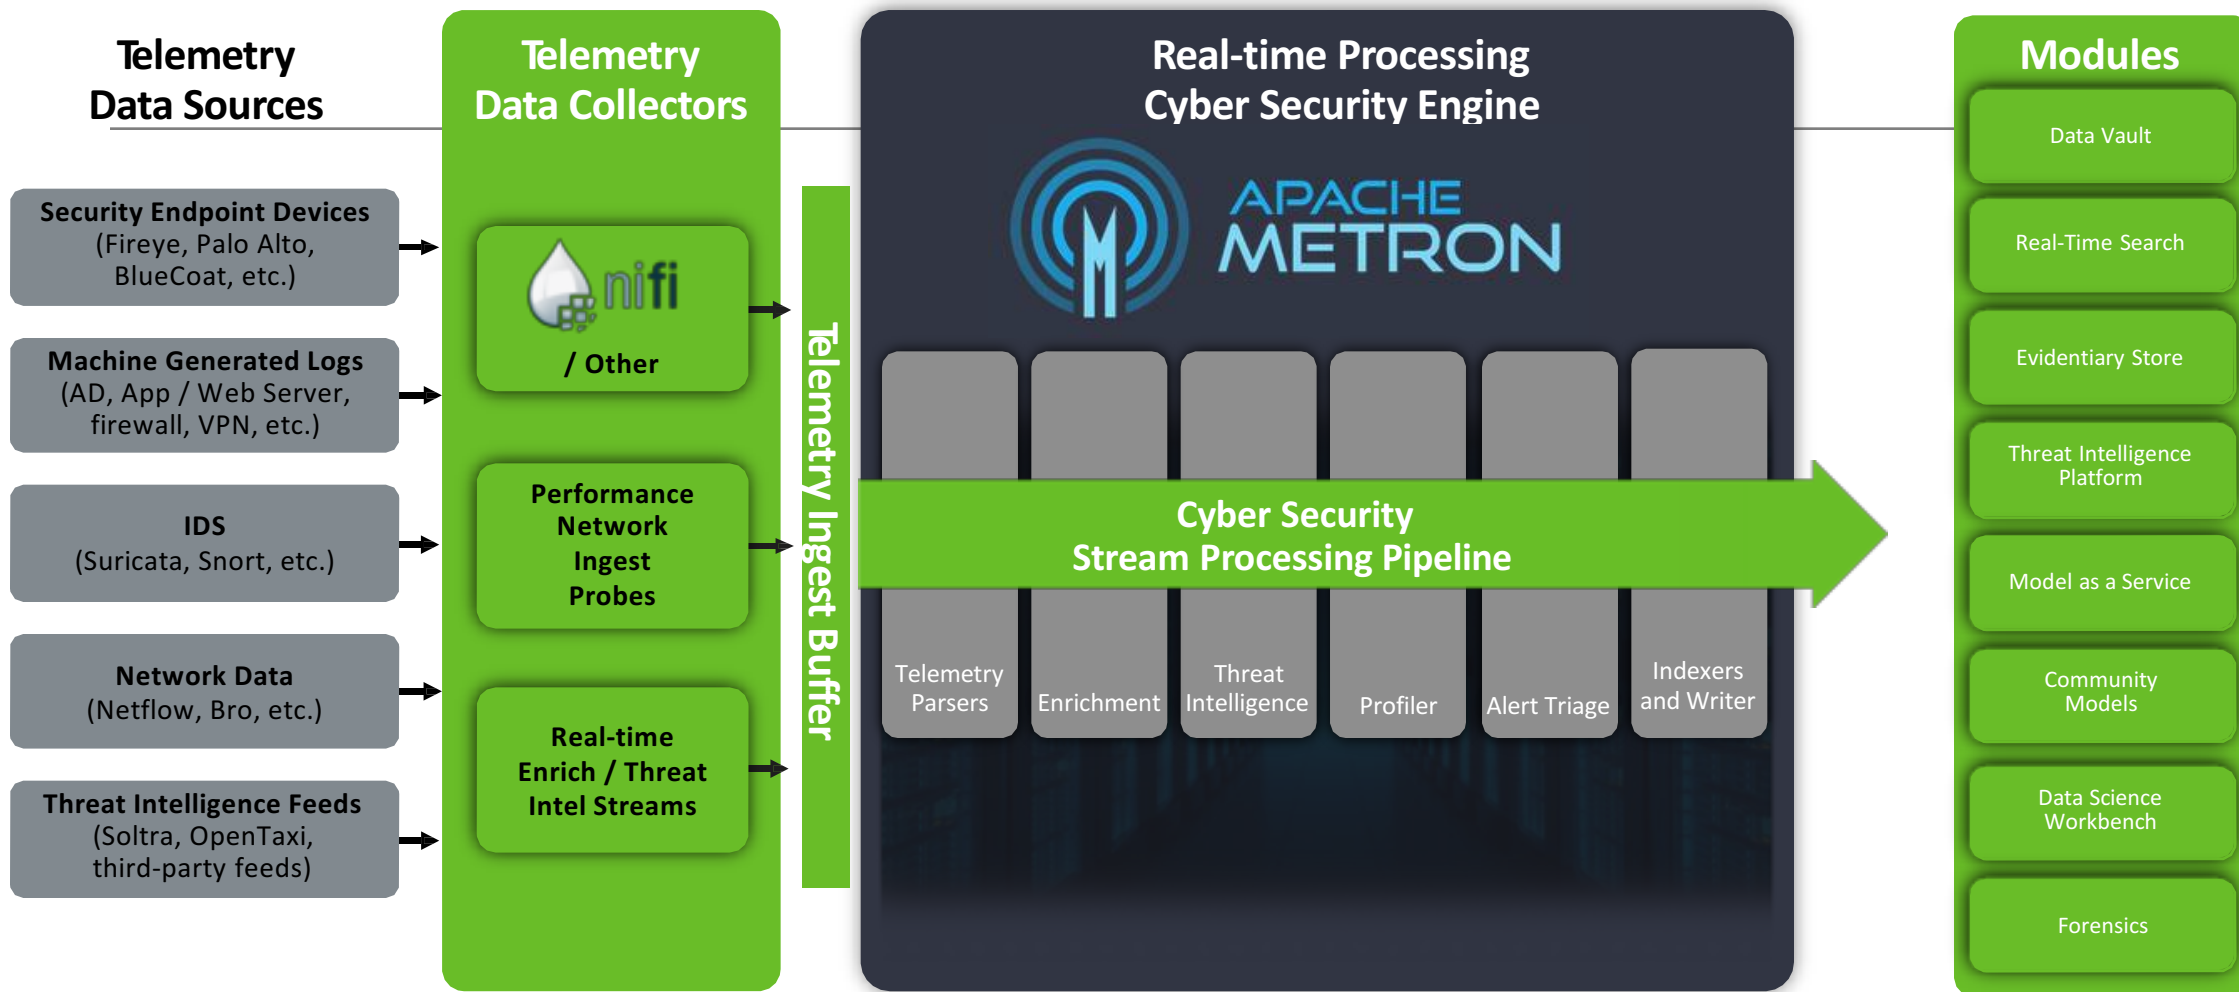 Telemetry
Data Sources
Security Endpoint Devices
(Fireye, Palo Alto,
BlueCoat, etc.)
Machine Generated Logs
(AD, App / Web Server,
firewall, VPN, etc.)
IDS
(Suricata, Snort, etc.)
Network Data
(Netflow, Bro, etc.)
Threat Intelligence Feeds
(Soltra, OpenTaxi,
third-party feeds)
Telemetry
Data Collectors
nifi
/ Other
Performance
Network
Ingest
Probes
Real-time
Enrich / Threat
Intel Streams
Telemetry Ingest Buffer
Real-time Processing
Cyber Security Engine
APACHE
METRON
Cyber Security
Stream Processing Pipeline
Telemetry
Parsers
Enrichment
Threat
Intelligence
Profiler
Alert Triage
Indexers
and Writer
Modules
Data Vault
Real-Time Search
Evidentiary Store
Threat Intelligence
Platform
Model as a Service
Community
Models
Data Science
Workbench
Forensics